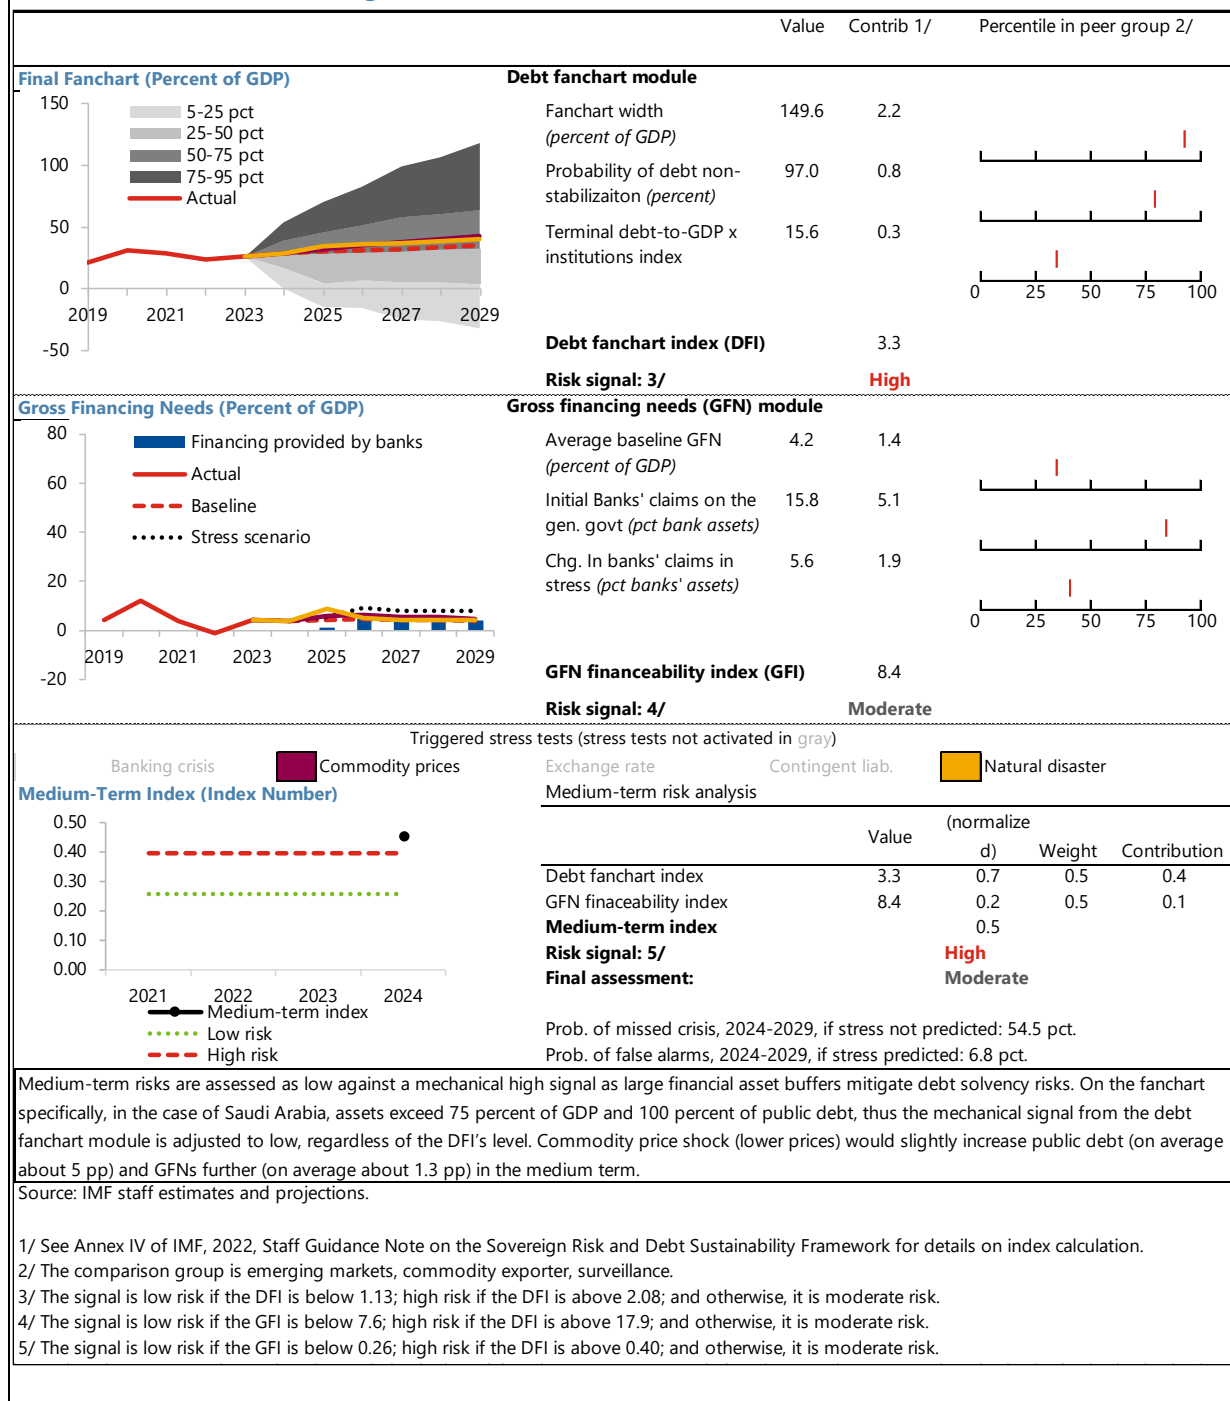 Value Contrib 1/ Percentile in peer group 2/
Final Fanchart (Percent of GDP)
150
100
50
0
-50
2019 2021 2023 2025 2027 2029
5-25 pct
25-50 pct
50-75 pct
75-95 pct
Actual
Debt fanchart module
Fanchart width 149.6 2.2
(percent of GDP)
Probability of debt non- 97.0 0.8
stabilizaiton (percent)
Terminal debt-to-GDP x 15.6 0.3
institutions index
0 25 50 75 100
Debt fanchart index (DFI) 3.3
Risk signal: 3/ High
Gross Financing Needs (Percent of GDP)
80
60
40
20
0
-20
2019 2021 2023 2025 2027 2029
Financing provided by banks
Actual
Baseline
Stress scenario
Gross financing needs (GFN) module
Average baseline GFN 4.2 1.4
(percent of GDP)
Initial Banks' claims on the 15.8 5.1
gen. govt (pct bank assets)
Chg. In banks' claims in 5.6 1.9
stress (pct banks' assets)
0 25 50 75 100
GFN financeability index (GFI) 8.4
Risk signal: 4/ Moderate
Triggered stress tests (stress tests not activated in gray)
Banking crisis Commodity prices Exchange rate Contingent liab. Natural disaster
Medium-Term Index (Index Number)
0.50
0.40
0.30
0.20
0.10
0.00
2021 2022 2023 2024
Medium-term index
Low risk
High risk
Medium-term risk analysis
(normalize
Value d) Weight Contribution
Debt fanchart index 3.3 0.7 0.5 0.4
GFN finaceability index 8.4 0.2 0.5 0.1
Medium-term index 0.5
Risk signal: 5/ High
Final assessment: Moderate
Prob. of missed crisis, 2024-2029, if stress not predicted: 54.5 pct.
Prob. of false alarms, 2024-2029, if stress predicted: 6.8 pct.
Medium-term risks are assessed as low against a mechanical high signal as large financial asset buffers mitigate debt solvency risks. On the fanchart
specifically, in the case of Saudi Arabia, assets exceed 75 percent of GDP and 100 percent of public debt, thus the mechanical signal from the debt
fanchart module is adjusted to low, regardless of the DFI’s level. Commodity price shock (lower prices) would slightly increase public debt (on average
about 5 pp) and GFNs further (on average about 1.3 pp) in the medium term.
Source: IMF staff estimates and projections.
1/ See Annex IV of IMF, 2022, Staff Guidance Note on the Sovereign Risk and Debt Sustainability Framework for details on index calculation.
2/ The comparison group is emerging markets, commodity exporter, surveillance.
3/ The signal is low risk if the DFI is below 1.13; high risk if the DFI is above 2.08; and otherwise, it is moderate risk.
4/ The signal is low risk if the GFI is below 7.6; high risk if the DFI is above 17.9; and otherwise, it is moderate risk.
5/ The signal is low risk if the GFI is below 0.26; high risk if the DFI is above 0.40; and otherwise, it is moderate risk.